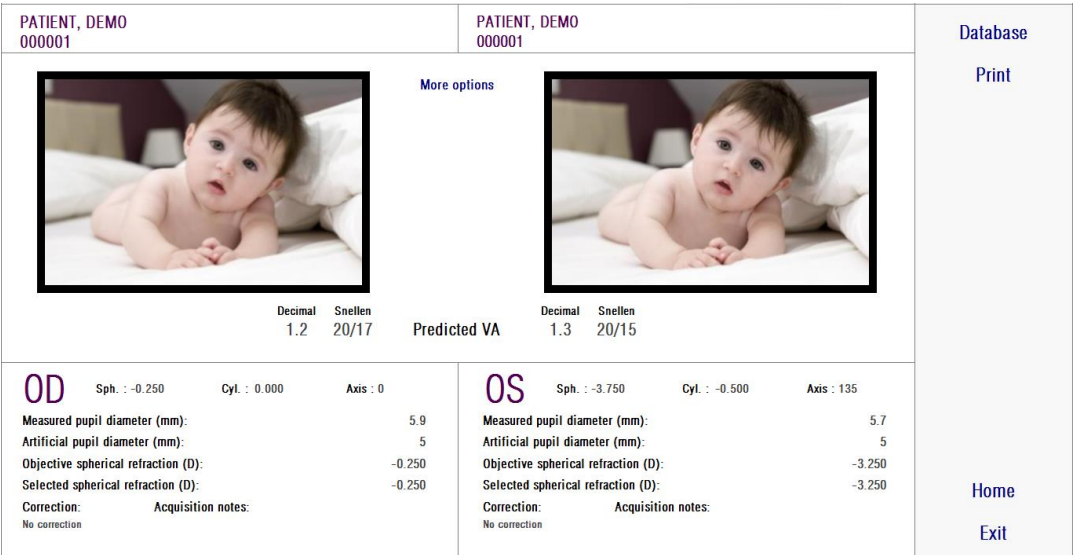 PATIENT, DEMO
000001
PATIENT, DEMO
000001
Database
Print
More options
Decimal Snellen
1.2 20/17
Predicted VA
Decimal Snellen
1.3 20/15
OD Sph. : -0.250 Cyl. : 0.000 Axis : 0
Measured pupil diameter (mm): 5.9
Artificial pupil diameter (mm): 5
Objective spherical refraction (D): -0.250
Selected spherical refraction (D): -0.250
Correction: Acquisition notes:
No correction
OS Sph. : -3.750 Cyl. : -0.500 Axis : 135
Measured pupil diameter (mm): 5.7
Artificial pupil diameter (mm): 5
Objective spherical refraction (D): -3.250
Selected spherical refraction (D): -3.250
Correction: Acquisition notes:
No correction
Home
Exit